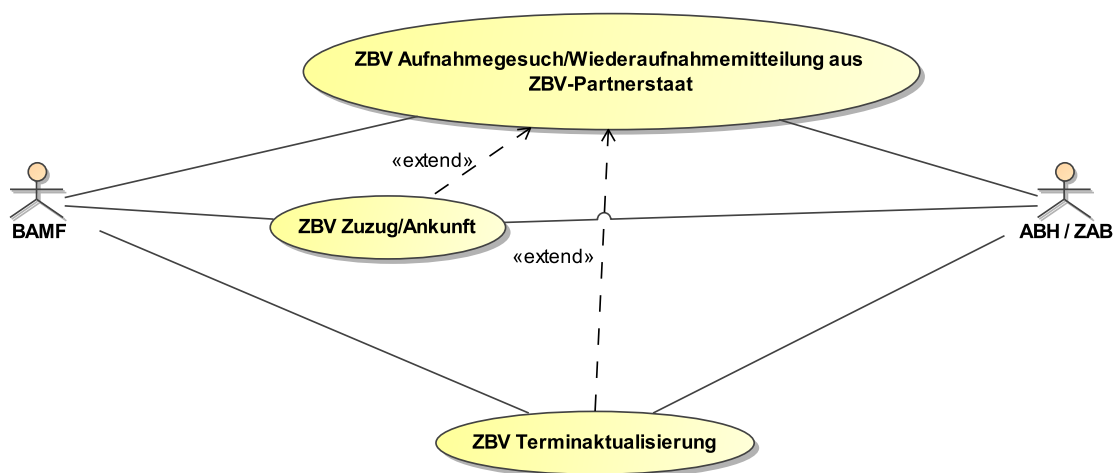 ZBV Aufnahmegesuch/Wiederaufnahmemitteilung aus
ZBV-Partnerstaat
«extend»
ZBV Zuzug/Ankunft
BAMF
ABH / ZAB
«extend»
ZBV Terminaktualisierung